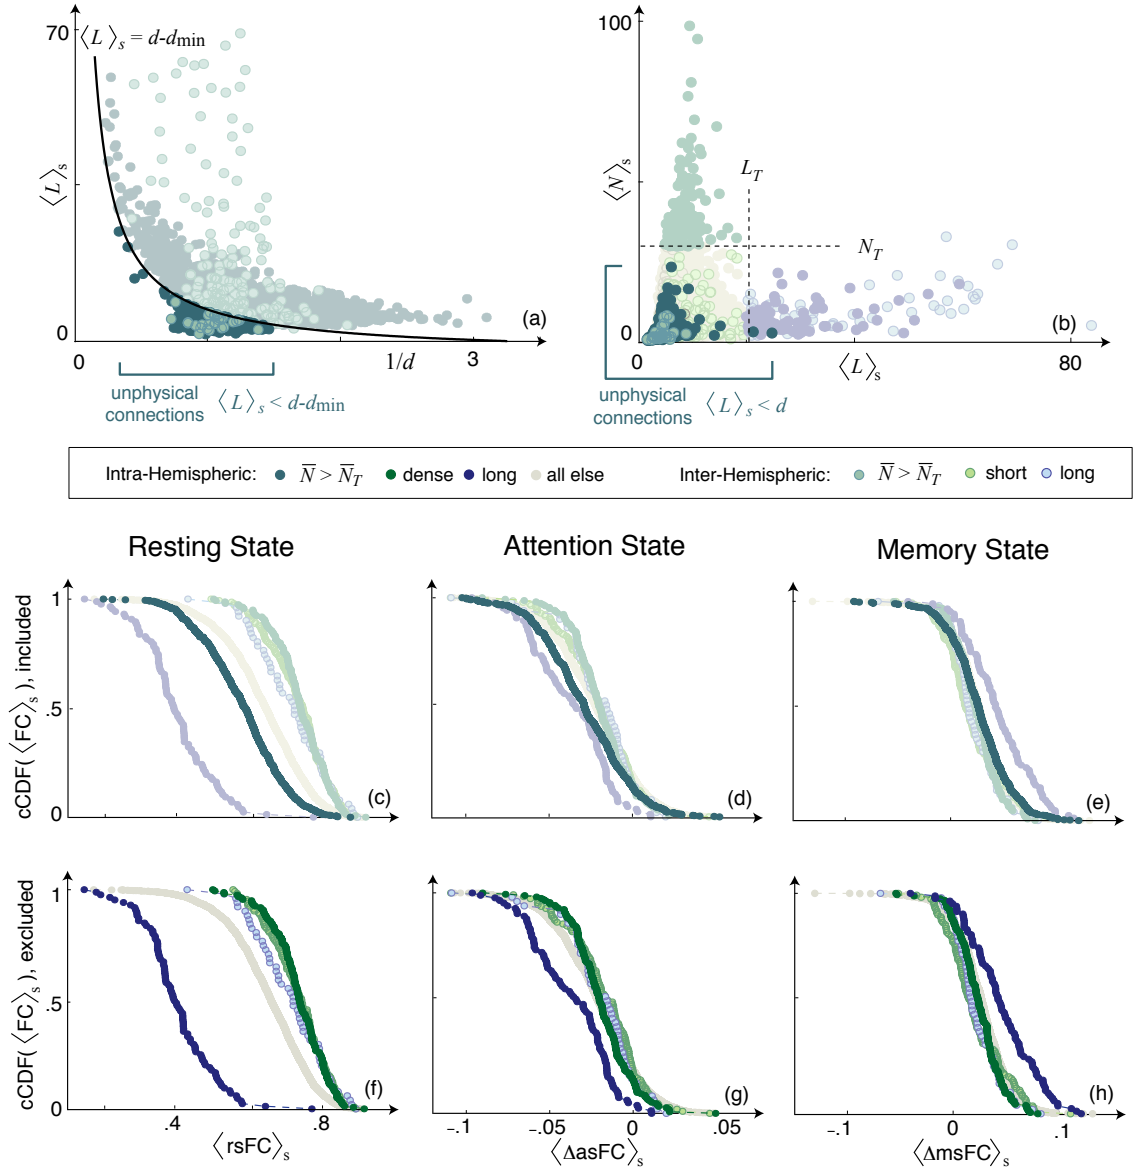 70
⟨L⟩s = d-dmin
⟨L⟩s
0
0
1/d
3
(a)
unphysical
connections
⟨L⟩s < d-dmin
100
⟨N⟩s
LT
NT
0
0
⟨L⟩s
80
(b)
unphysical
connections
⟨L⟩s < d
Intra-Hemispheric: N̅ > N̅T dense long all else Inter-Hemispheric: N̅ > N̅T short long
Resting State
Attention State
Memory State
cCDF(⟨FC⟩s), included
1
.5
0
(c)
(d)
(e)
cCDF(⟨FC⟩s), excluded
1
.5
0
(f)
(g)
(h)
.4
.8
⟨rsFC⟩s
-.1
-.05
0
.05
⟨ΔasFC⟩s
-.1
0
.1
⟨ΔmsFC⟩s